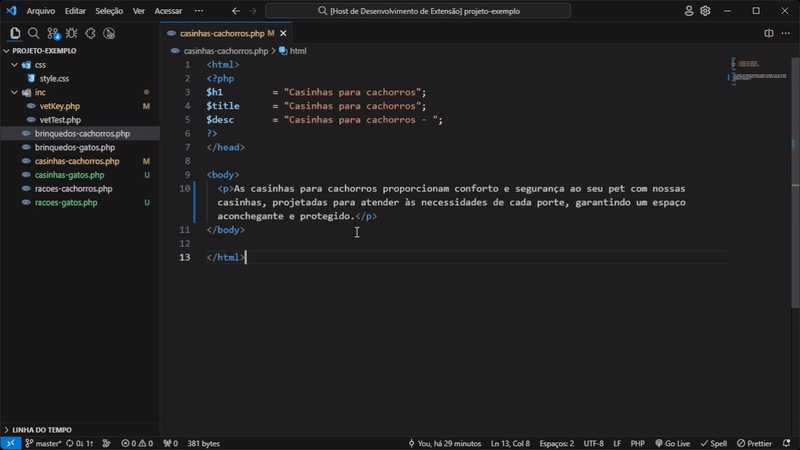 Arquivo Editar Seleção Ver Acessar ··· [Host de Desenvolvimento de Extensão] projeto-exemplo
PROJETO-EXEMPLO
css
style.css
inc
vetKey.php M
vetTest.php
brinquedos-cachorros.php
brinquedos-gatos.php
casinhas-cachorros.php M
casinhas-gatos.php U
racoes-cachorros.php
racoes-gatos.php U
LINHA DO TEMPO
casinhas-cachorros.php M
casinhas-cachorros.php > html
1 <html>
2 <?php
3 $h1 = "Casinhas para cachorros";
4 $title = "Casinhas para cachorros";
5 $desc = "Casinhas para cachorros - ";
6 ?>
7 </head>
8
9 <body>
10 <p>As casinhas para cachorros proporcionam conforto e segurança ao seu pet com nossas
casinhas, projetadas para atender às necessidades de cada porte, garantindo um espaço
aconchegante e protegido.</p>
11 </body>
12
13 </html>
master* 0↓ 1↑ 0 0 0 381 bytes You, há 29 minutos Ln 13, Col 8 Espaços: 2 UTF-8 LF PHP Go Live Spell Prettier